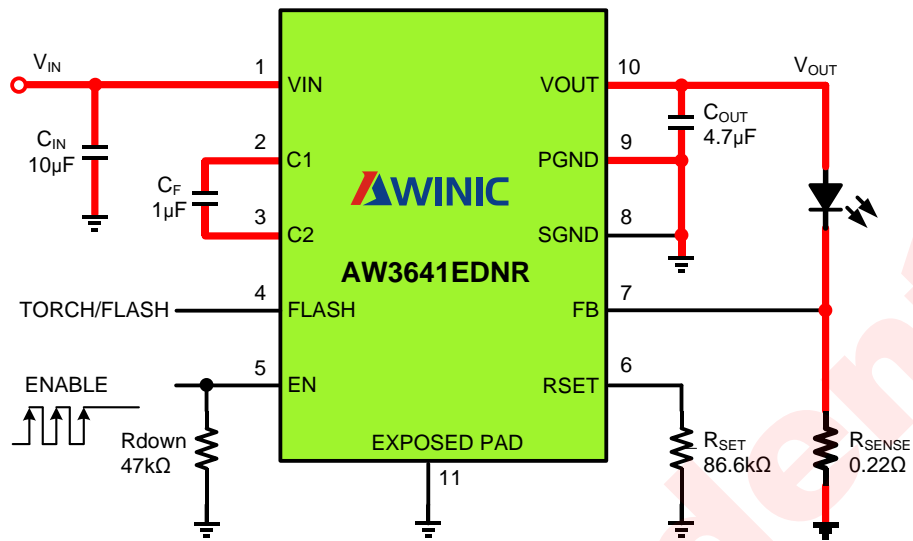 VIN
1
VIN
CIN
10µF
2
C1
CF
1µF
3
C2
TORCH/FLASH
4
FLASH
ENABLE
5
EN
Rdown
47kΩ
AWINIC
AW3641EDNR
EXPOSED PAD
11
10
VOUT
VOUT
COUT
4.7µF
9
PGND
8
SGND
7
FB
6
RSET
RSET
86.6kΩ
RSENSE
0.22Ω